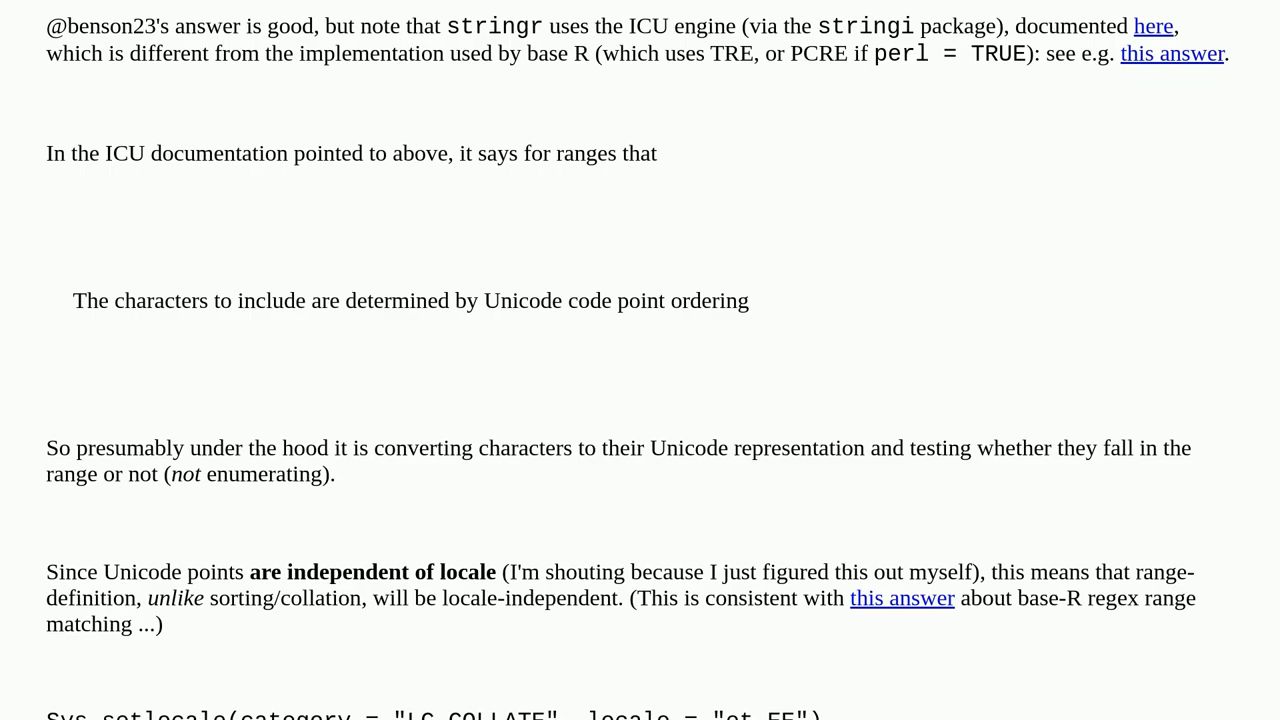 @benson23's answer is good, but note that stringr uses the ICU engine (via the stringi package), documented here,
which is different from the implementation used by base R (which uses TRE, or PCRE if perl = TRUE): see e.g. this answer.
In the ICU documentation pointed to above, it says for ranges that
The characters to include are determined by Unicode code point ordering
So presumably under the hood it is converting characters to their Unicode representation and testing whether they fall in the
range or not (not enumerating).
Since Unicode points are independent of locale (I'm shouting because I just figured this out myself), this means that range-
definition, unlike sorting/collation, will be locale-independent. (This is consistent with this answer about base-R regex range
matching ...)
Sys.setlocale(category = "LC_COLLATE", locale = "et_EE")